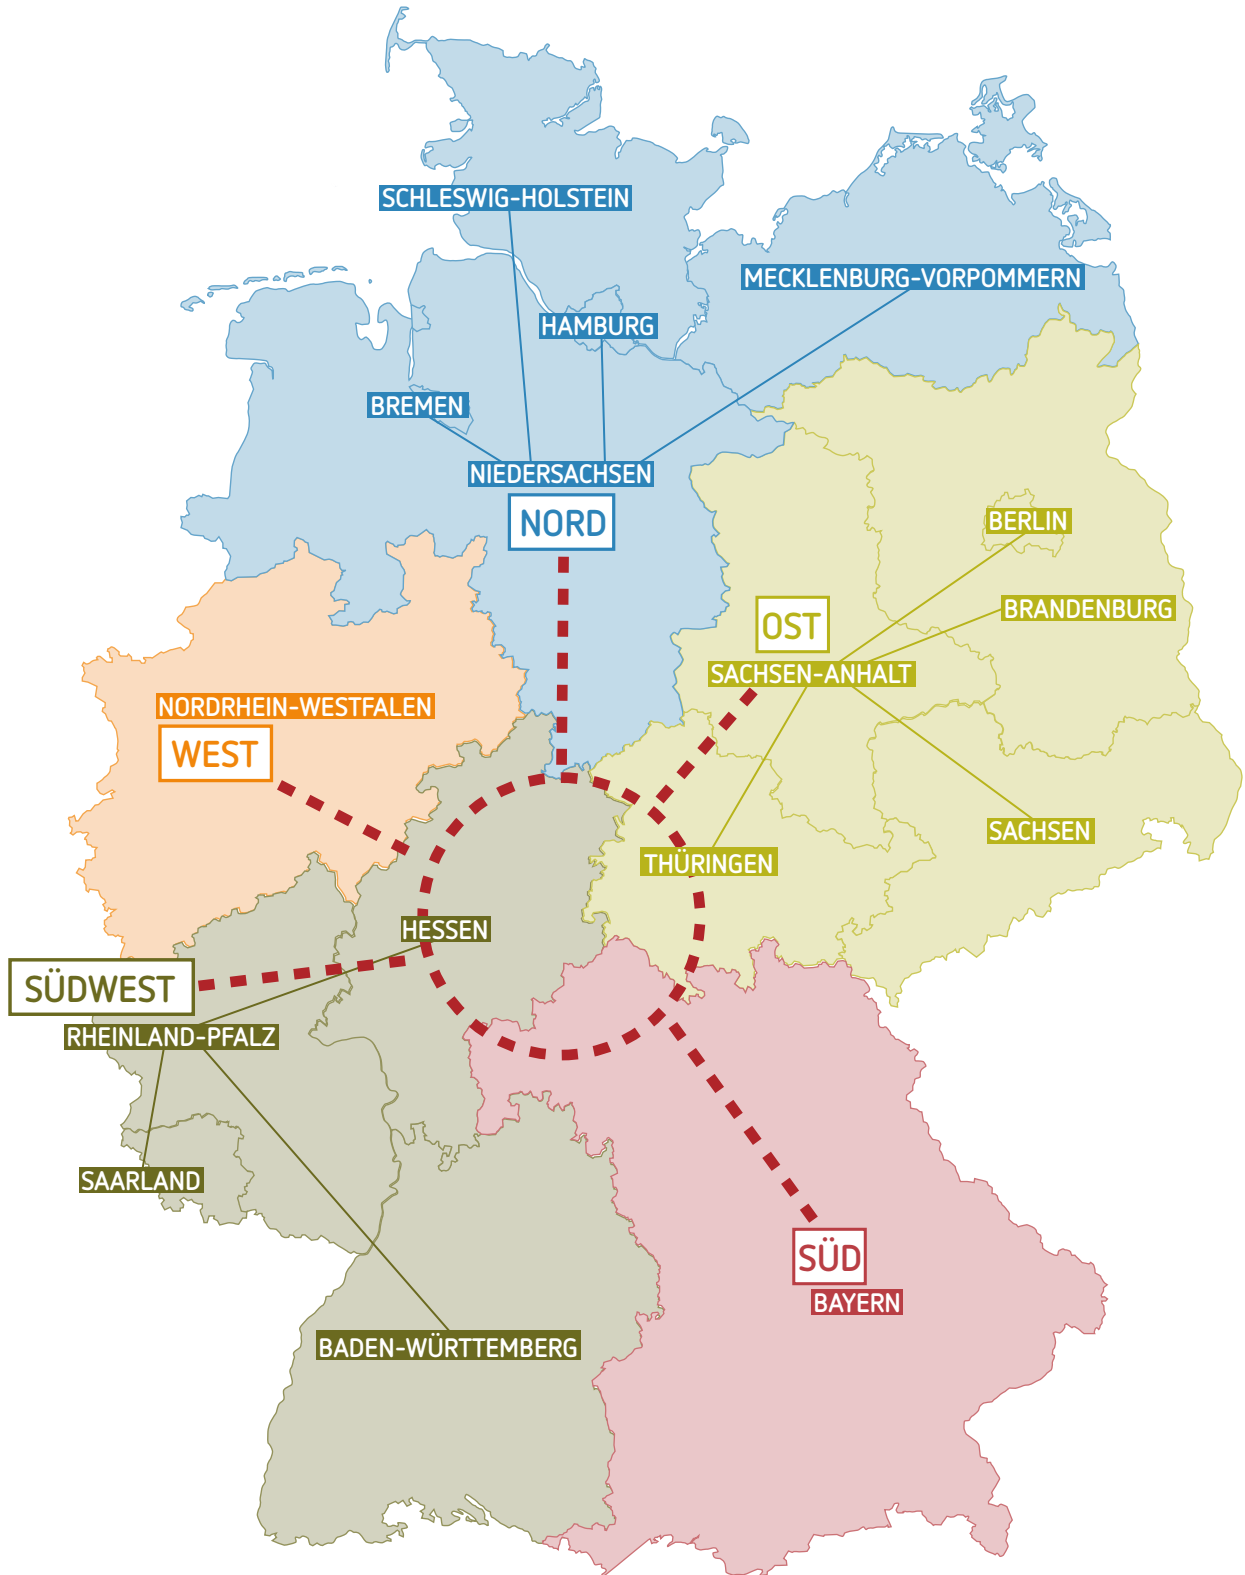 SCHLESWIG-HOLSTEIN
MECKLENBURG-VORPOMMERN
HAMBURG
BREMEN
NIEDERSACHSEN
NORD
BERLIN
BRANDENBURG
OST
SACHSEN-ANHALT
NORDRHEIN-WESTFALEN
WEST
SACHSEN
THÜRINGEN
HESSEN
SÜDWEST
RHEINLAND-PFALZ
SAARLAND
SÜD
BAYERN
BADEN-WÜRTTEMBERG